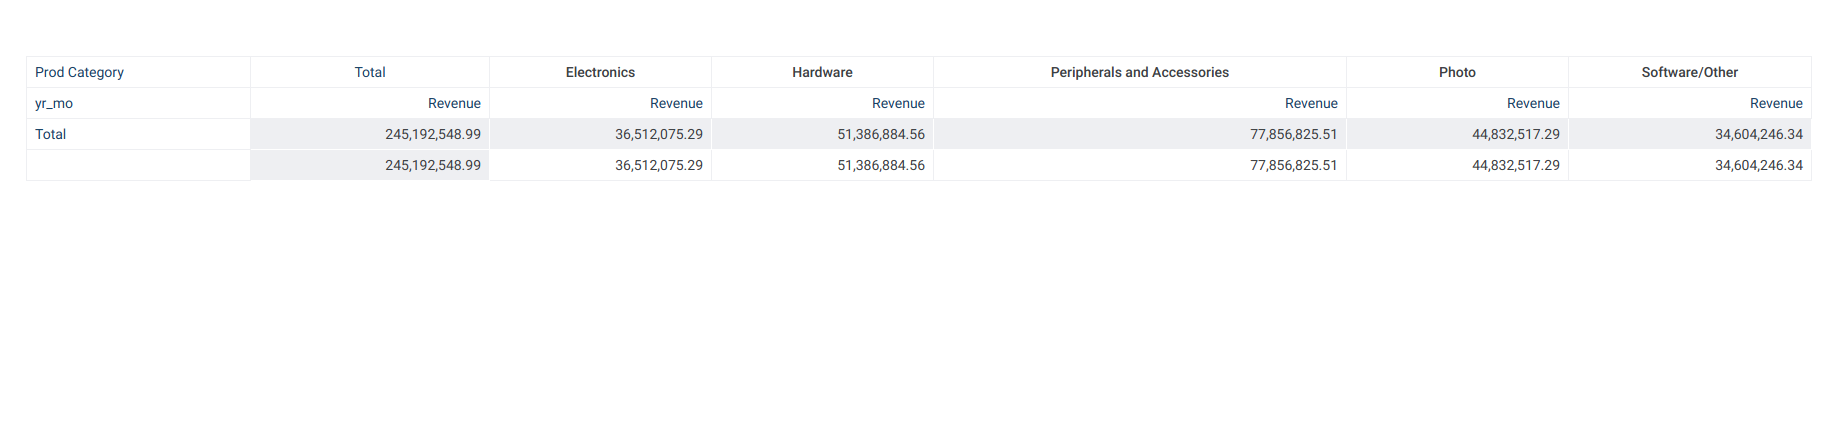 Prod Category Total Electronics Hardware Peripherals and Accessories Photo Software/Other
yr_mo Revenue Revenue Revenue Revenue Revenue Revenue
Total 245,192,548.99 36,512,075.29 51,386,884.56 77,856,825.51 44,832,517.29 34,604,246.34
245,192,548.99 36,512,075.29 51,386,884.56 77,856,825.51 44,832,517.29 34,604,246.34